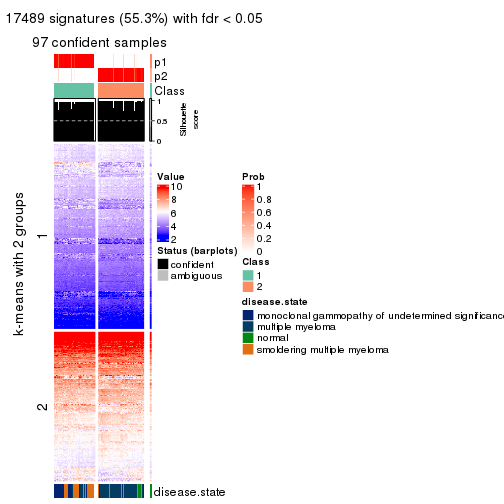 17489 signatures (55.3%) with fdr < 0.05
97 confident samples
p1
p2
Class
1
0.5
0
Silhouette
score
k-means with 2 groups
1
2
disease.state
Value
10
8
6
4
2
Status (barplots)
confident
ambiguous
Prob
1
0.8
0.6
0.4
0.2
0
Class
1
2
disease.state
monoclonal gammopathy of undetermined significance
multiple myeloma
normal
smoldering multiple myeloma